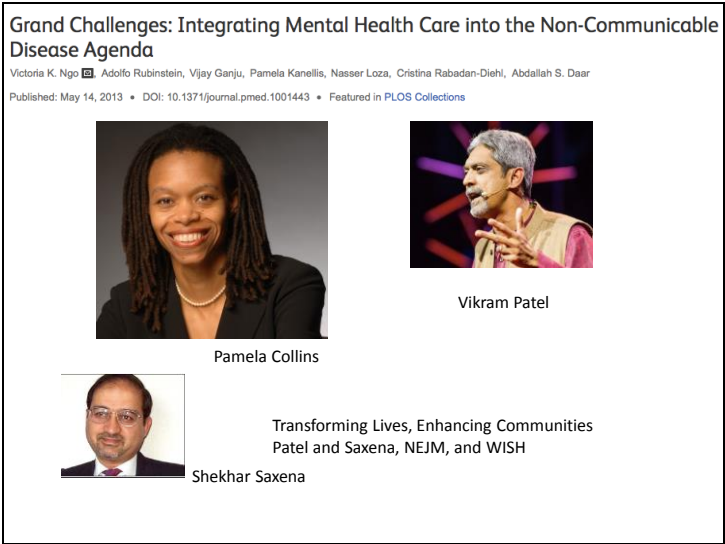 Grand Challenges: Integrating Mental Health Care into the Non-Communicable
Disease Agenda
Victoria K. Ngo, Adolfo Rubinstein, Vijay Ganju, Pamela Kanellis, Nasser Loza, Cristina Rabadan-Diehl, Abdallah S. Daar
Published: May 14, 2013 • DOI: 10.1371/journal.pmed.1001443 • Featured in PLOS Collections
Vikram Patel
Pamela Collins
Transforming Lives, Enhancing Communities
Patel and Saxena, NEJM, and WISH
Shekhar Saxena